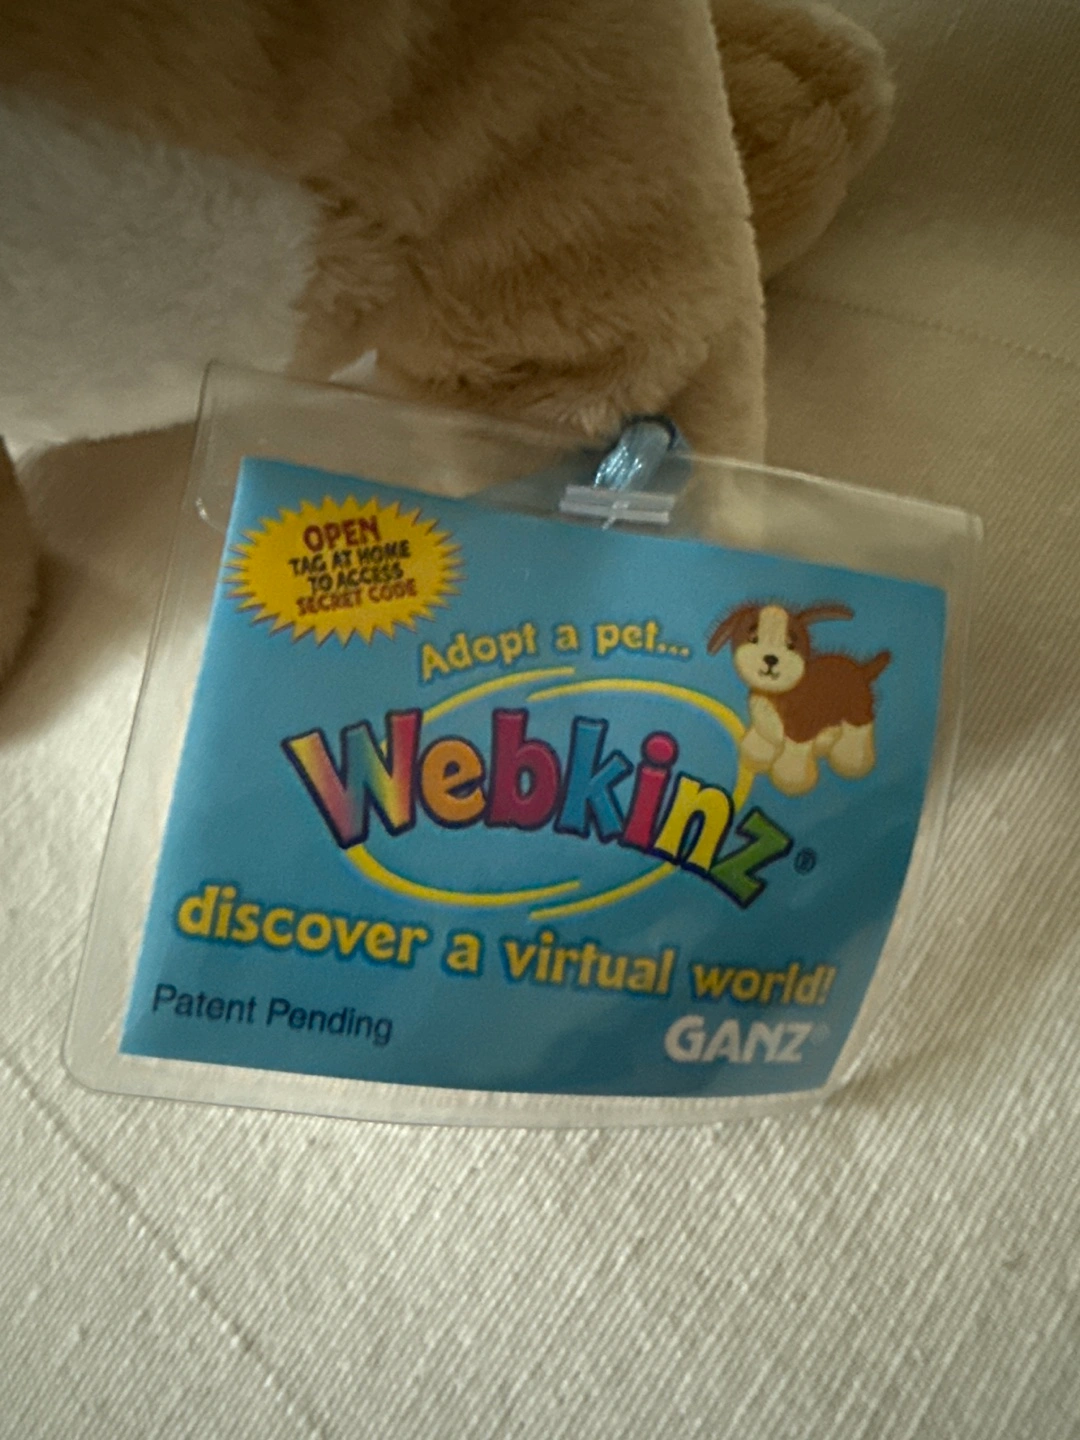 OPEN
TAG AT HOME
TO ACCESS
SECRET CODE
Adopt a pet...
Webkinz®
discover a virtual world!
Patent Pending
GANZ®